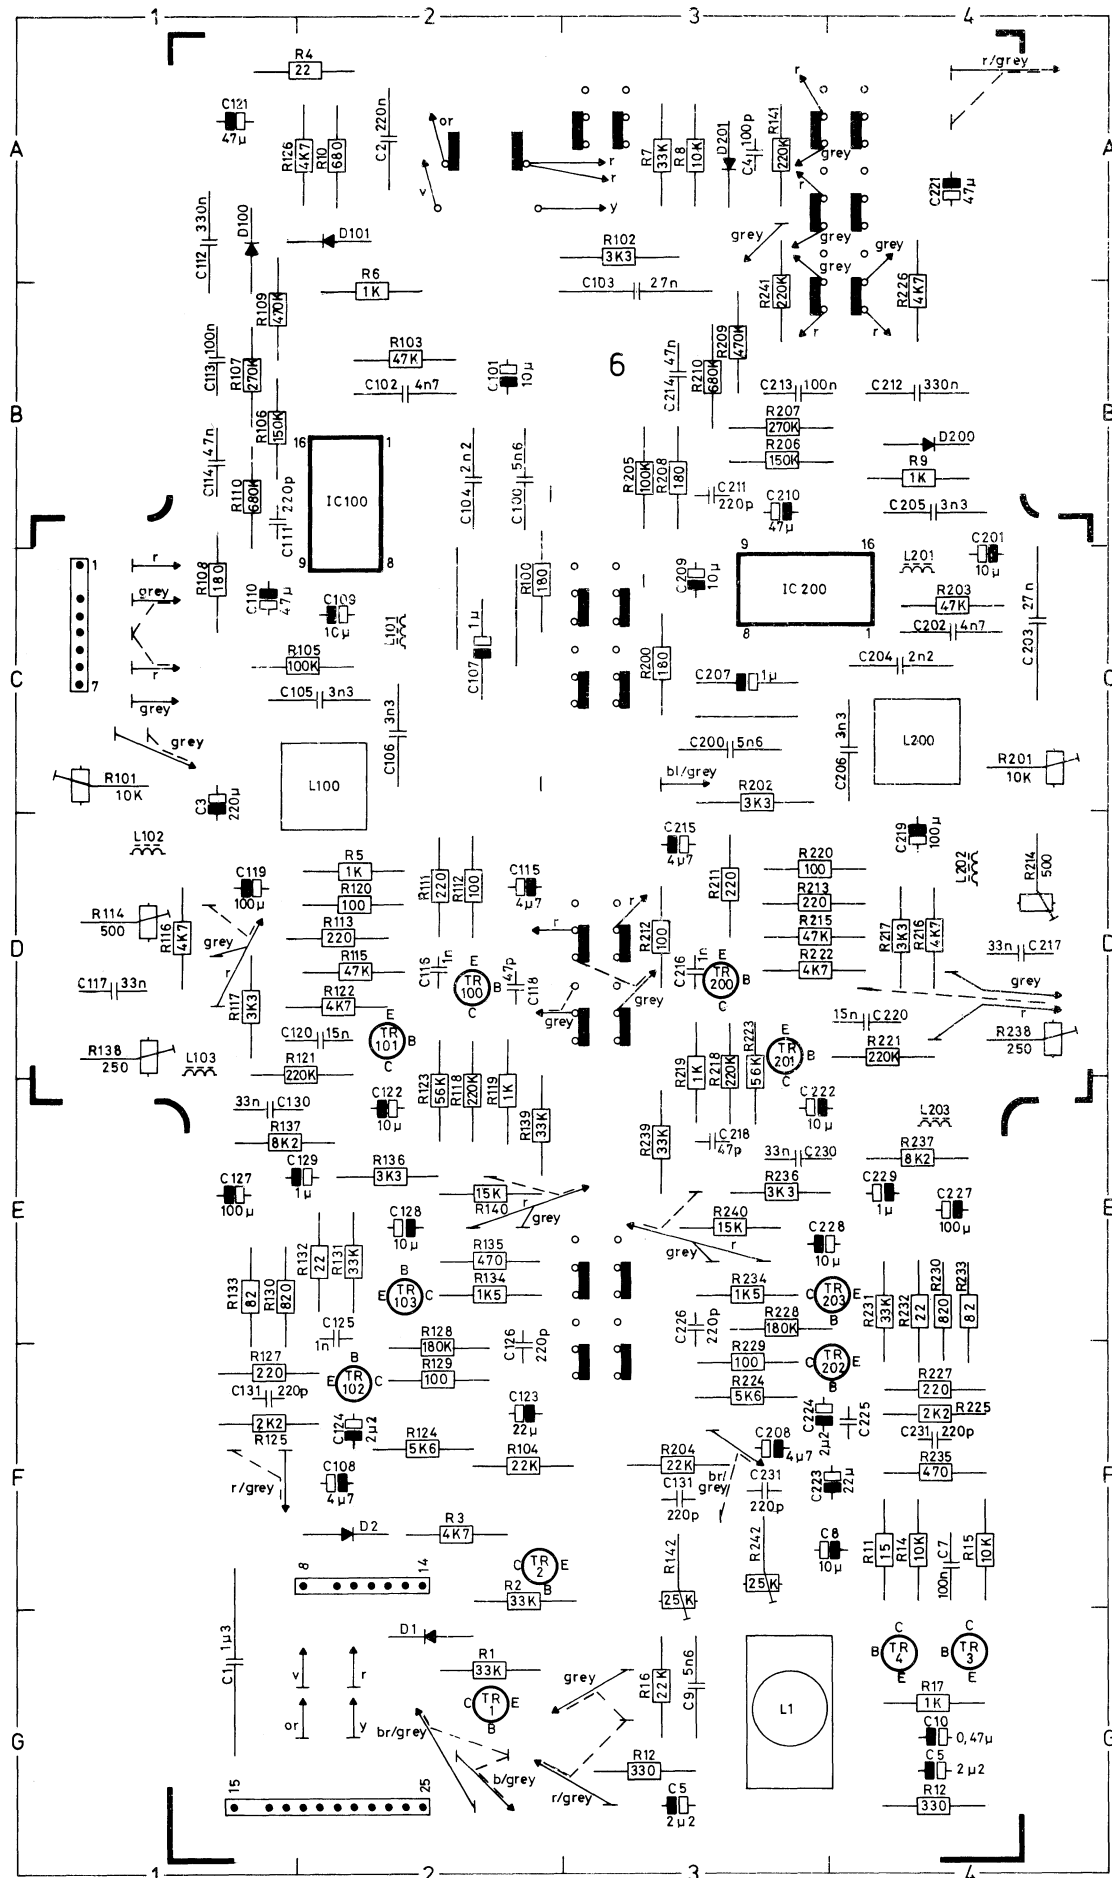 1 2 3 4
R4
22
r/grey
C121
47µ
C2 220n
or
v
r
r
y
R126 4K7
R10 680
R7 33K
R8 10K
D201
C4 100p
R141 220K
r
grey
r
grey
grey
grey
grey
r
r
C221 47µ
A A
C112 330n
D100
D101
R102
3K3
R6
1K
C103 27n
R241 220K
R226 4K7
R109 470K
C113 100n
R107 270K
R103
47K
C102 4n7
C101 10µ
6
C214 47n
R210 680K
R209 470K
C213 100n
C212 330n
R207
270K
R206
150K
D200
R9
1K
B B
R106 150K
C114 47n
R110 680K
C111 220p
16 1
IC100
9 8
C104 2n2
C100 5n6
R205 100K
R208 180
C211
220p
C210
47µ
C205 3n3
1
7
r
grey
r
grey
grey
R108 180
C110 47µ
C109
10µ
L101
R100 180
C107 1µ
C209 10µ
9 16
IC 200
8 1
L201
C201
10µ
R203
47K
C202 4n7
C203 27n
C204 2n2
R105
100K
C105 3n3
C106 3n3
R200 180
C207 1µ
C C
L100
C200 5n6
C206 3n3
L200
R101
10K
C3 220µ
bl/grey
R202
3K3
R201
10K
L102
C119
100µ
R5
1K
R120
100
R111 220
R112 100
C115
4µ7
C215
4µ7
R211 220
R220
100
C219 100µ
L202
R214 500
R114
500
R116 4K7
grey
r
R113
220
R115
47K
C116 1n
TR 100
E
B
C
47p C118
r
R212 100
C216 1n
TR 200
E
B
C
R213
220
R215
47K
R222
4K7
R217 3K3
R216 4K7
33n C217
D D
C117 33n
R117 3K3
R122
4K7
grey
grey
grey
r
C120 15n
TR 101
E
B
C
15n C220
R138
250
L103
R121
220K
R123 56K
R118 220K
R119 1K
R219 1K
R218 220K
R223 56K
TR 201
E
B
C
R221
220K
R238
250
33n C130
C122
10µ
R139 33K
R239 33K
C218
47p
C222
10µ
L203
R137
8K2
C129
1µ
R136
3K3
33n C230
R237
8K2
C127
100µ
15K
R140
r
grey
R236
3K3
C229
1µ
C227
100µ
E E
C128
10µ
R240
15K
grey
r
C228
10µ
R133 82
R130 820
R132 22
R131 33K
B
E TR 103 C
R135
470
R134
1K5
R234
1K5
C TR 203 E
B
R231 33K
R232 22
R230 820
R233 82
C125
1n
R128
180K
C126 220p
C226 220p
R228
180K
R127
220
B
E TR 102 C
R129
100
R229
100
C TR 202 E
B
C131 220p
R224
5K6
R227
220
2K2
R125
C124 2µ2
C123
22µ
C224 2µ2
C225
2K2 R225
C231 220p
R124
5K6
R104
22K
R204
22K
C208
4µ7
R235
470
F F
r/grey
C108
4µ7
C131
220p
br/grey
C231
220p
C223 22µ
D2
R3
4K7
R142
25K
R242
25K
C8
10µ
R11 15
R14 10K
C7 100n
R15 10K
8 14
C TR 2 E
B
R2
33K
C1 1µ3
D1
R1
33K
grey
R16 22K
C9 5n6
L1
C
B TR 4
E
C
B TR 3
E
v
r
or
y
C TR 1 E
B
R17
1K
br/grey
C10
0,47µ
G G
b/grey
r/grey
R12
330
C5
2µ2
C5
2µ2
R12
330
15 25
1 2 3 4